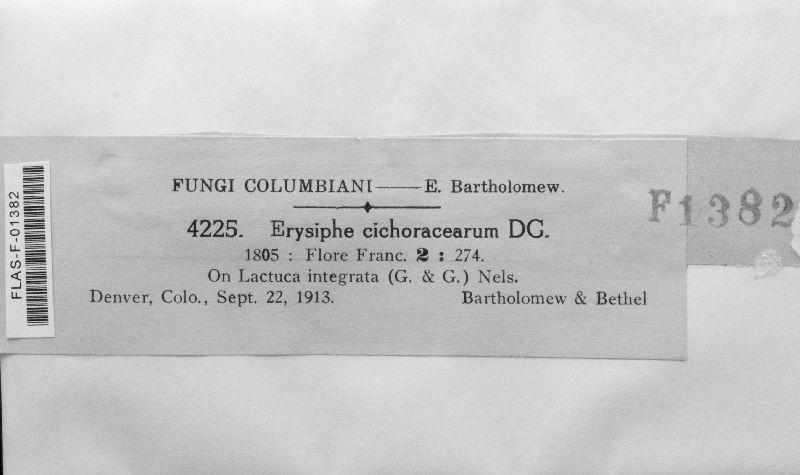 FUNGI COLUMBIANI—E. Bartholomew.
4225. Erysiphe cichoracearum DC.
1805 : Flore Franc. 2 : 274.
On Lactuca integrata (G. & G.) Nels.
Denver, Colo., Sept. 22, 1913. Bartholomew & Bethel
FLAS-F-01382
F1382